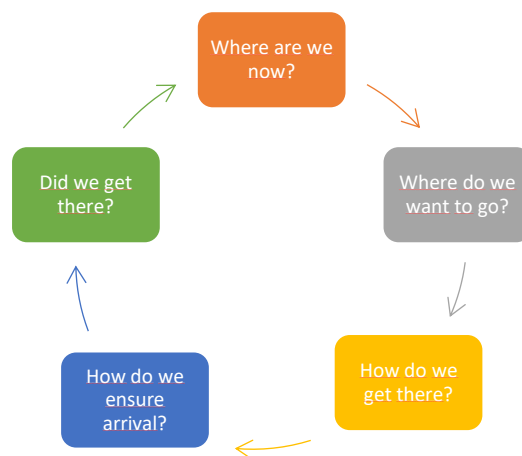 Where are we
now?
Where do we
want to go?
How do we
get there?
How do we
ensure
arrival?
Did we get
there?